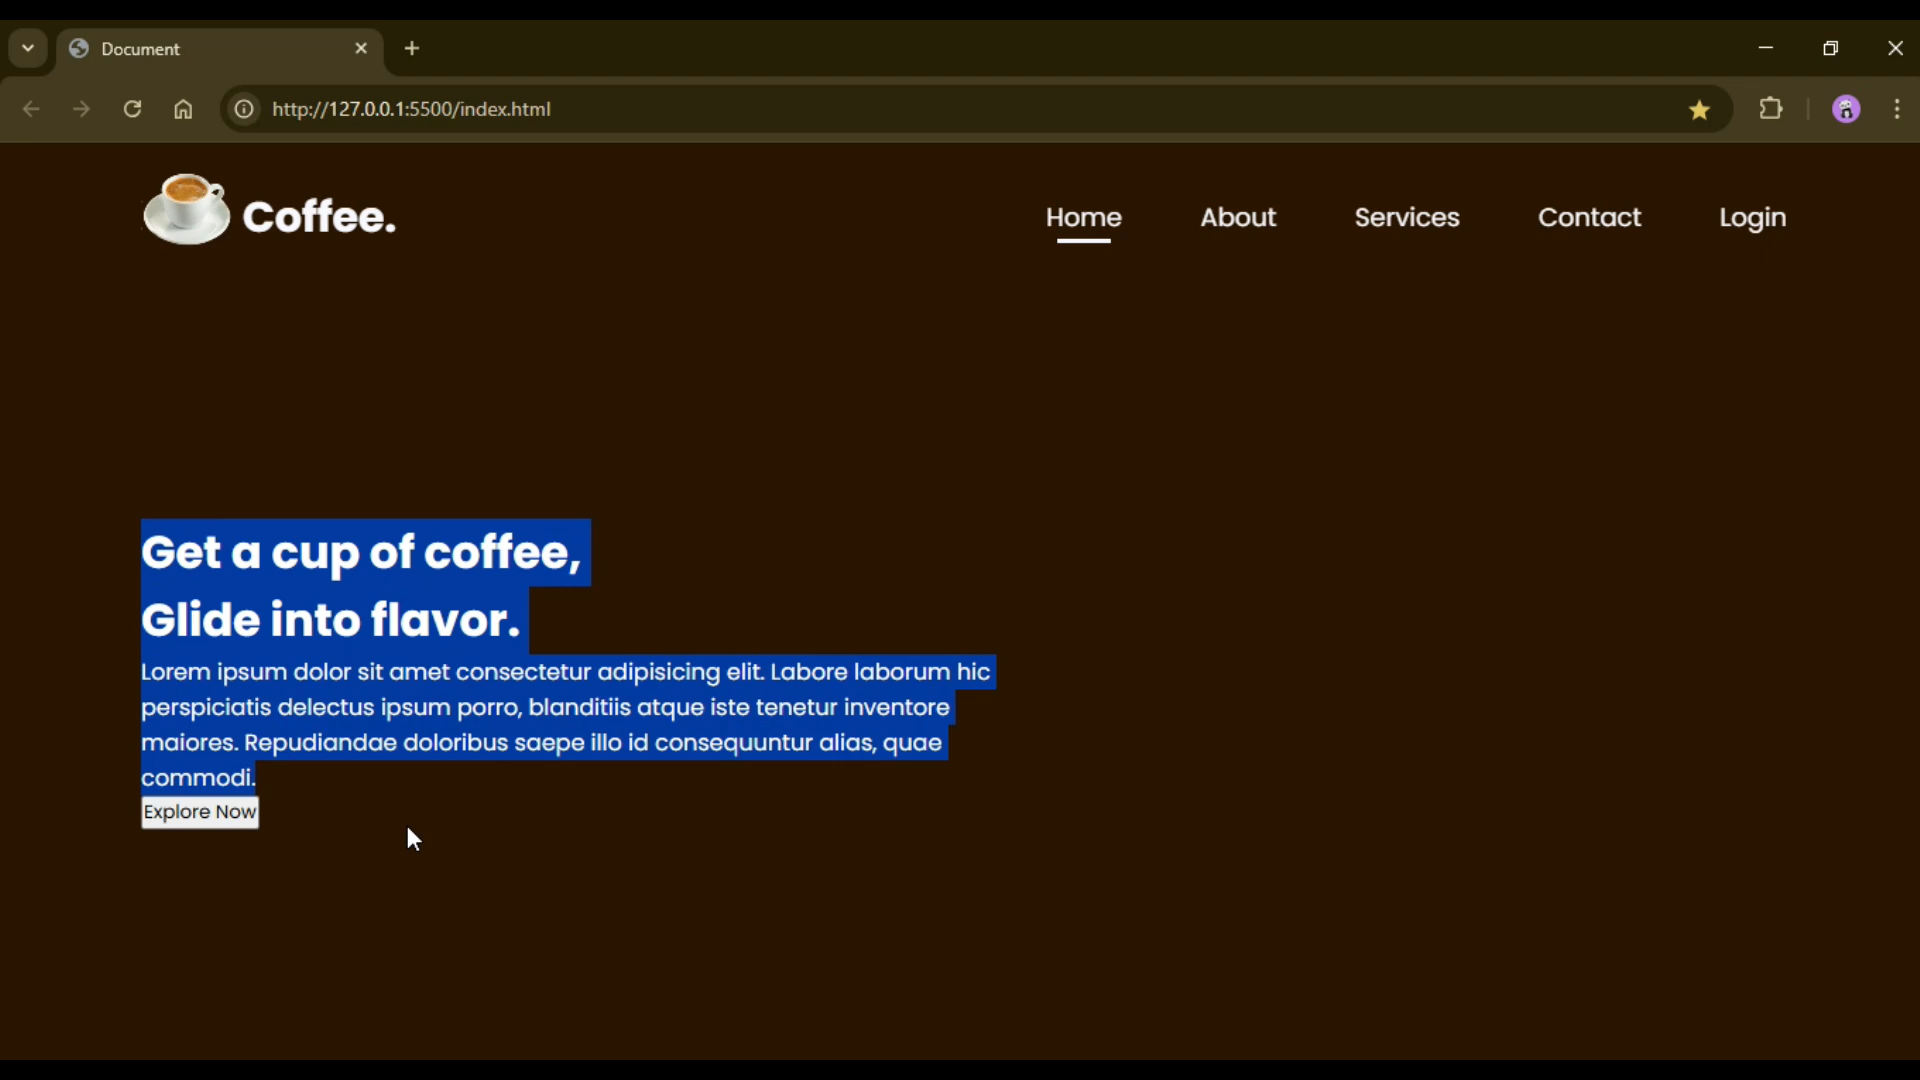 Document
http://127.0.0.1:5500/index.html
Coffee.
Home About Services Contact Login
Get a cup of coffee,
Glide into flavor.
Lorem ipsum dolor sit amet consectetur adipisicing elit. Labore laborum hic
perspiciatis delectus ipsum porro, blanditiis atque iste tenetur inventore
maiores. Repudiandae doloribus saepe illo id consequuntur alias, quae
commodi.
Explore Now